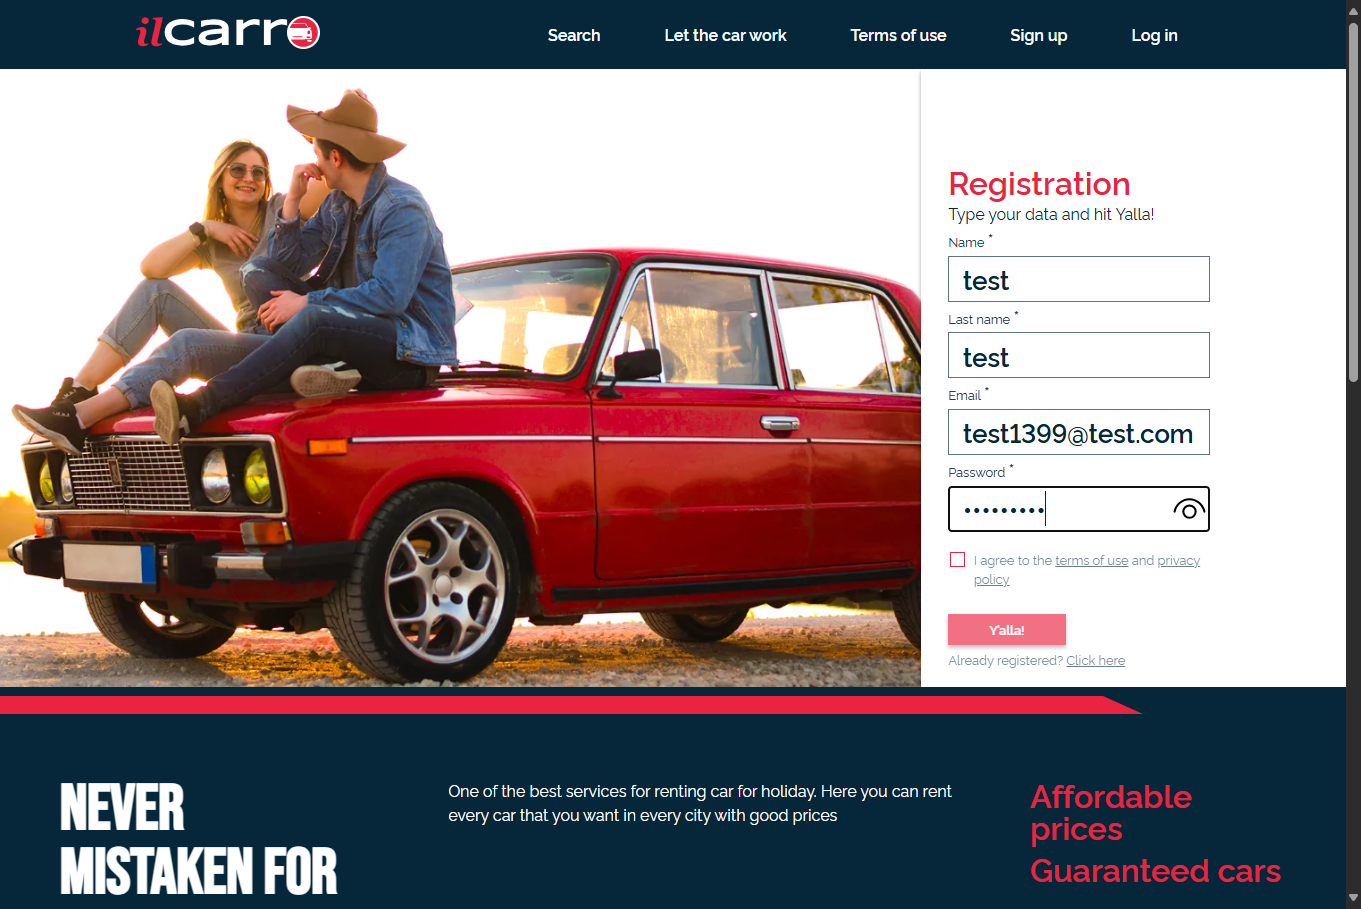 ilcarro
Search
Let the car work
Terms of use
Sign up
Log in
Registration
Type your data and hit Yalla!
Name *
test
Last name *
test
Email *
test1399@test.com
Password *
•••••••••
I agree to the terms of use and privacy
policy
Y'alla!
Already registered? Click here
NEVER
MISTAKEN FOR
One of the best services for renting car for holiday. Here you can rent
every car that you want in every city with good prices
Affordable
prices
Guaranteed cars